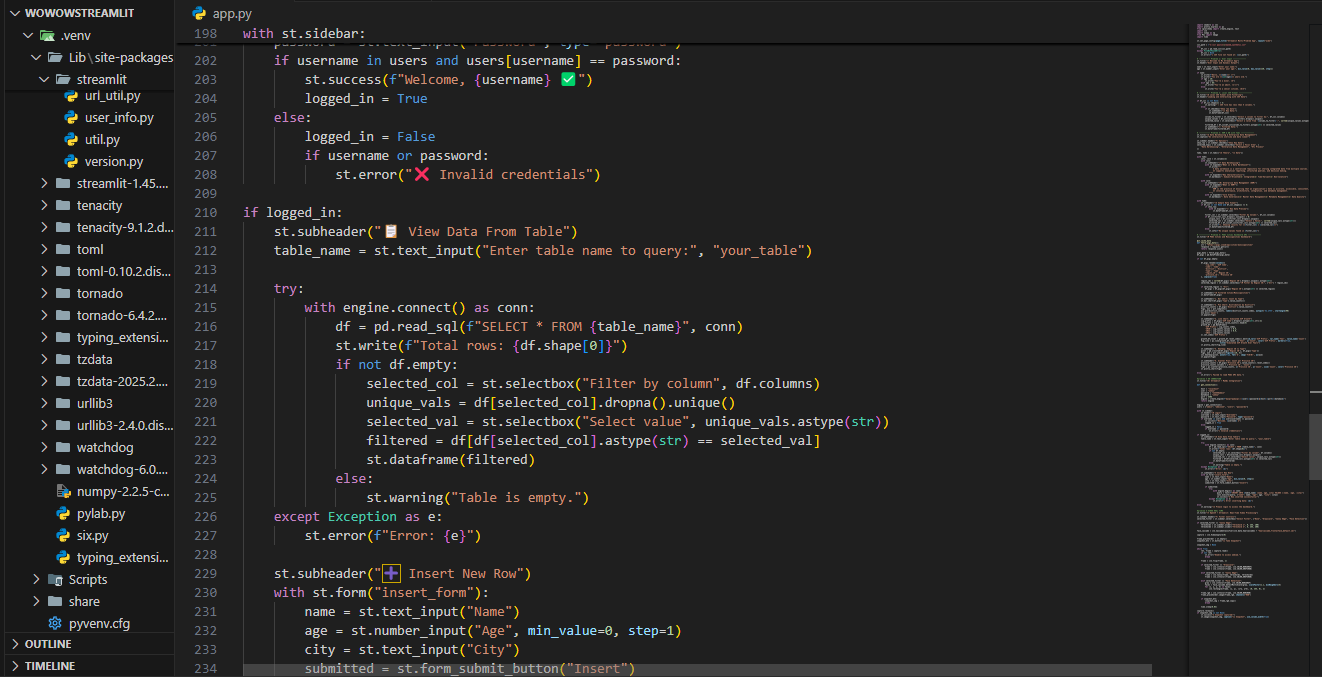 WOWOWSTREAMLIT
.venv
Lib\site-packages
streamlit
url_util.py
user_info.py
util.py
version.py
streamlit-1.45....
tenacity
tenacity-9.1.2.d...
toml
toml-0.10.2.dis...
tornado
tornado-6.4.2....
typing_extensi...
tzdata
tzdata-2025.2....
urllib3
urllib3-2.4.0.dis...
watchdog
watchdog-6.0....
numpy-2.2.5-c...
pylab.py
six.py
typing_extensi...
Scripts
share
pyvenv.cfg
OUTLINE
TIMELINE
app.py
198 with st.sidebar:
202 if username in users and users[username] == password:
203 st.success(f"Welcome, {username} ✅")
204 logged_in = True
205 else:
206 logged_in = False
207 if username or password:
208 st.error("❌ Invalid credentials")
209
210 if logged_in:
211 st.subheader("📋 View Data From Table")
212 table_name = st.text_input("Enter table name to query:", "your_table")
213
214 try:
215 with engine.connect() as conn:
216 df = pd.read_sql(f"SELECT * FROM {table_name}", conn)
217 st.write(f"Total rows: {df.shape[0]}")
218 if not df.empty:
219 selected_col = st.selectbox("Filter by column", df.columns)
220 unique_vals = df[selected_col].dropna().unique()
221 selected_val = st.selectbox("Select value", unique_vals.astype(str))
222 filtered = df[df[selected_col].astype(str) == selected_val]
223 st.dataframe(filtered)
224 else:
225 st.warning("Table is empty.")
226 except Exception as e:
227 st.error(f"Error: {e}")
228
229 st.subheader("➕ Insert New Row")
230 with st.form("insert_form"):
231 name = st.text_input("Name")
232 age = st.number_input("Age", min_value=0, step=1)
233 city = st.text_input("City")
234 submitted = st.form_submit_button("Insert")